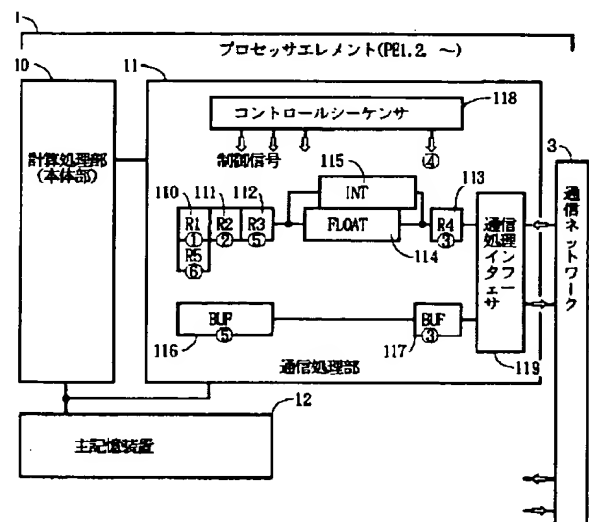 1
プロセッサエレメント(PE1.2 ~)
10
11
118
コントロールシーケンサ
制御信号
④
3
計算処理部
(本体部)
115
INT
110
111
112
113
R1
R2
R3
R4
①
②
⑤
③
FLOAT
114
R5
⑥
通信処理インタフェーサ
通信ネットワーク
BUF
⑤
116
BUF
③
117
通信処理部
119
12
主記憶装置